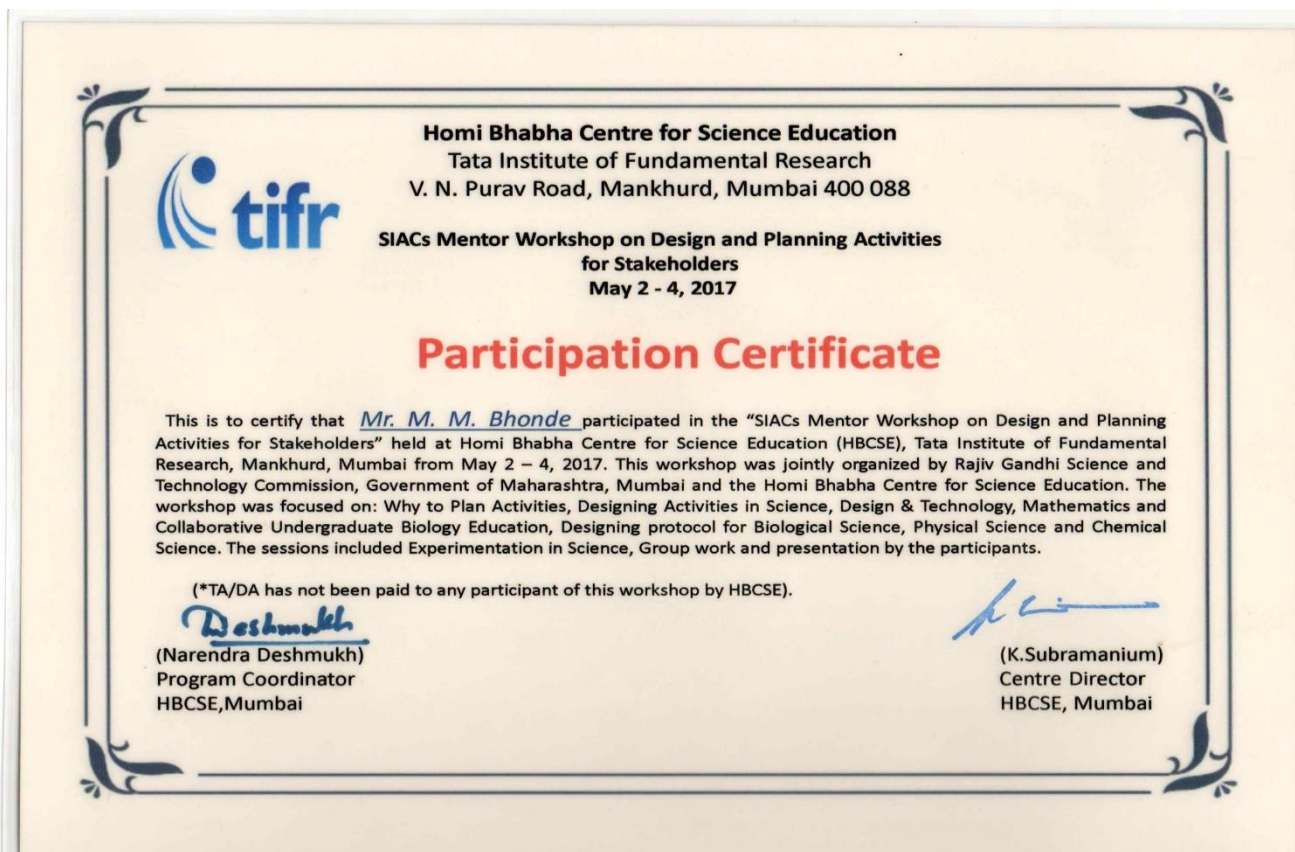 Homi Bhabha Centre for Science Education
Tata Institute of Fundamental Research
V. N. Purav Road, Mankhurd, Mumbai 400 088
tifr
SIACs Mentor Workshop on Design and Planning Activities
for Stakeholders
May 2 - 4, 2017
Participation Certificate
This is to certify that Mr. M. M. Bhonde participated in the “SIACs Mentor Workshop on Design and Planning
Activities for Stakeholders” held at Homi Bhabha Centre for Science Education (HBCSE), Tata Institute of Fundamental
Research, Mankhurd, Mumbai from May 2 – 4, 2017. This workshop was jointly organized by Rajiv Gandhi Science and
Technology Commission, Government of Maharashtra, Mumbai and the Homi Bhabha Centre for Science Education. The
workshop was focused on: Why to Plan Activities, Designing Activities in Science, Design & Technology, Mathematics and
Collaborative Undergraduate Biology Education, Designing protocol for Biological Science, Physical Science and Chemical
Science. The sessions included Experimentation in Science, Group work and presentation by the participants.
(*TA/DA has not been paid to any participant of this workshop by HBCSE).
Deshmukh
(Narendra Deshmukh)
Program Coordinator
HBCSE,Mumbai
(K.Subramanium)
Centre Director
HBCSE, Mumbai